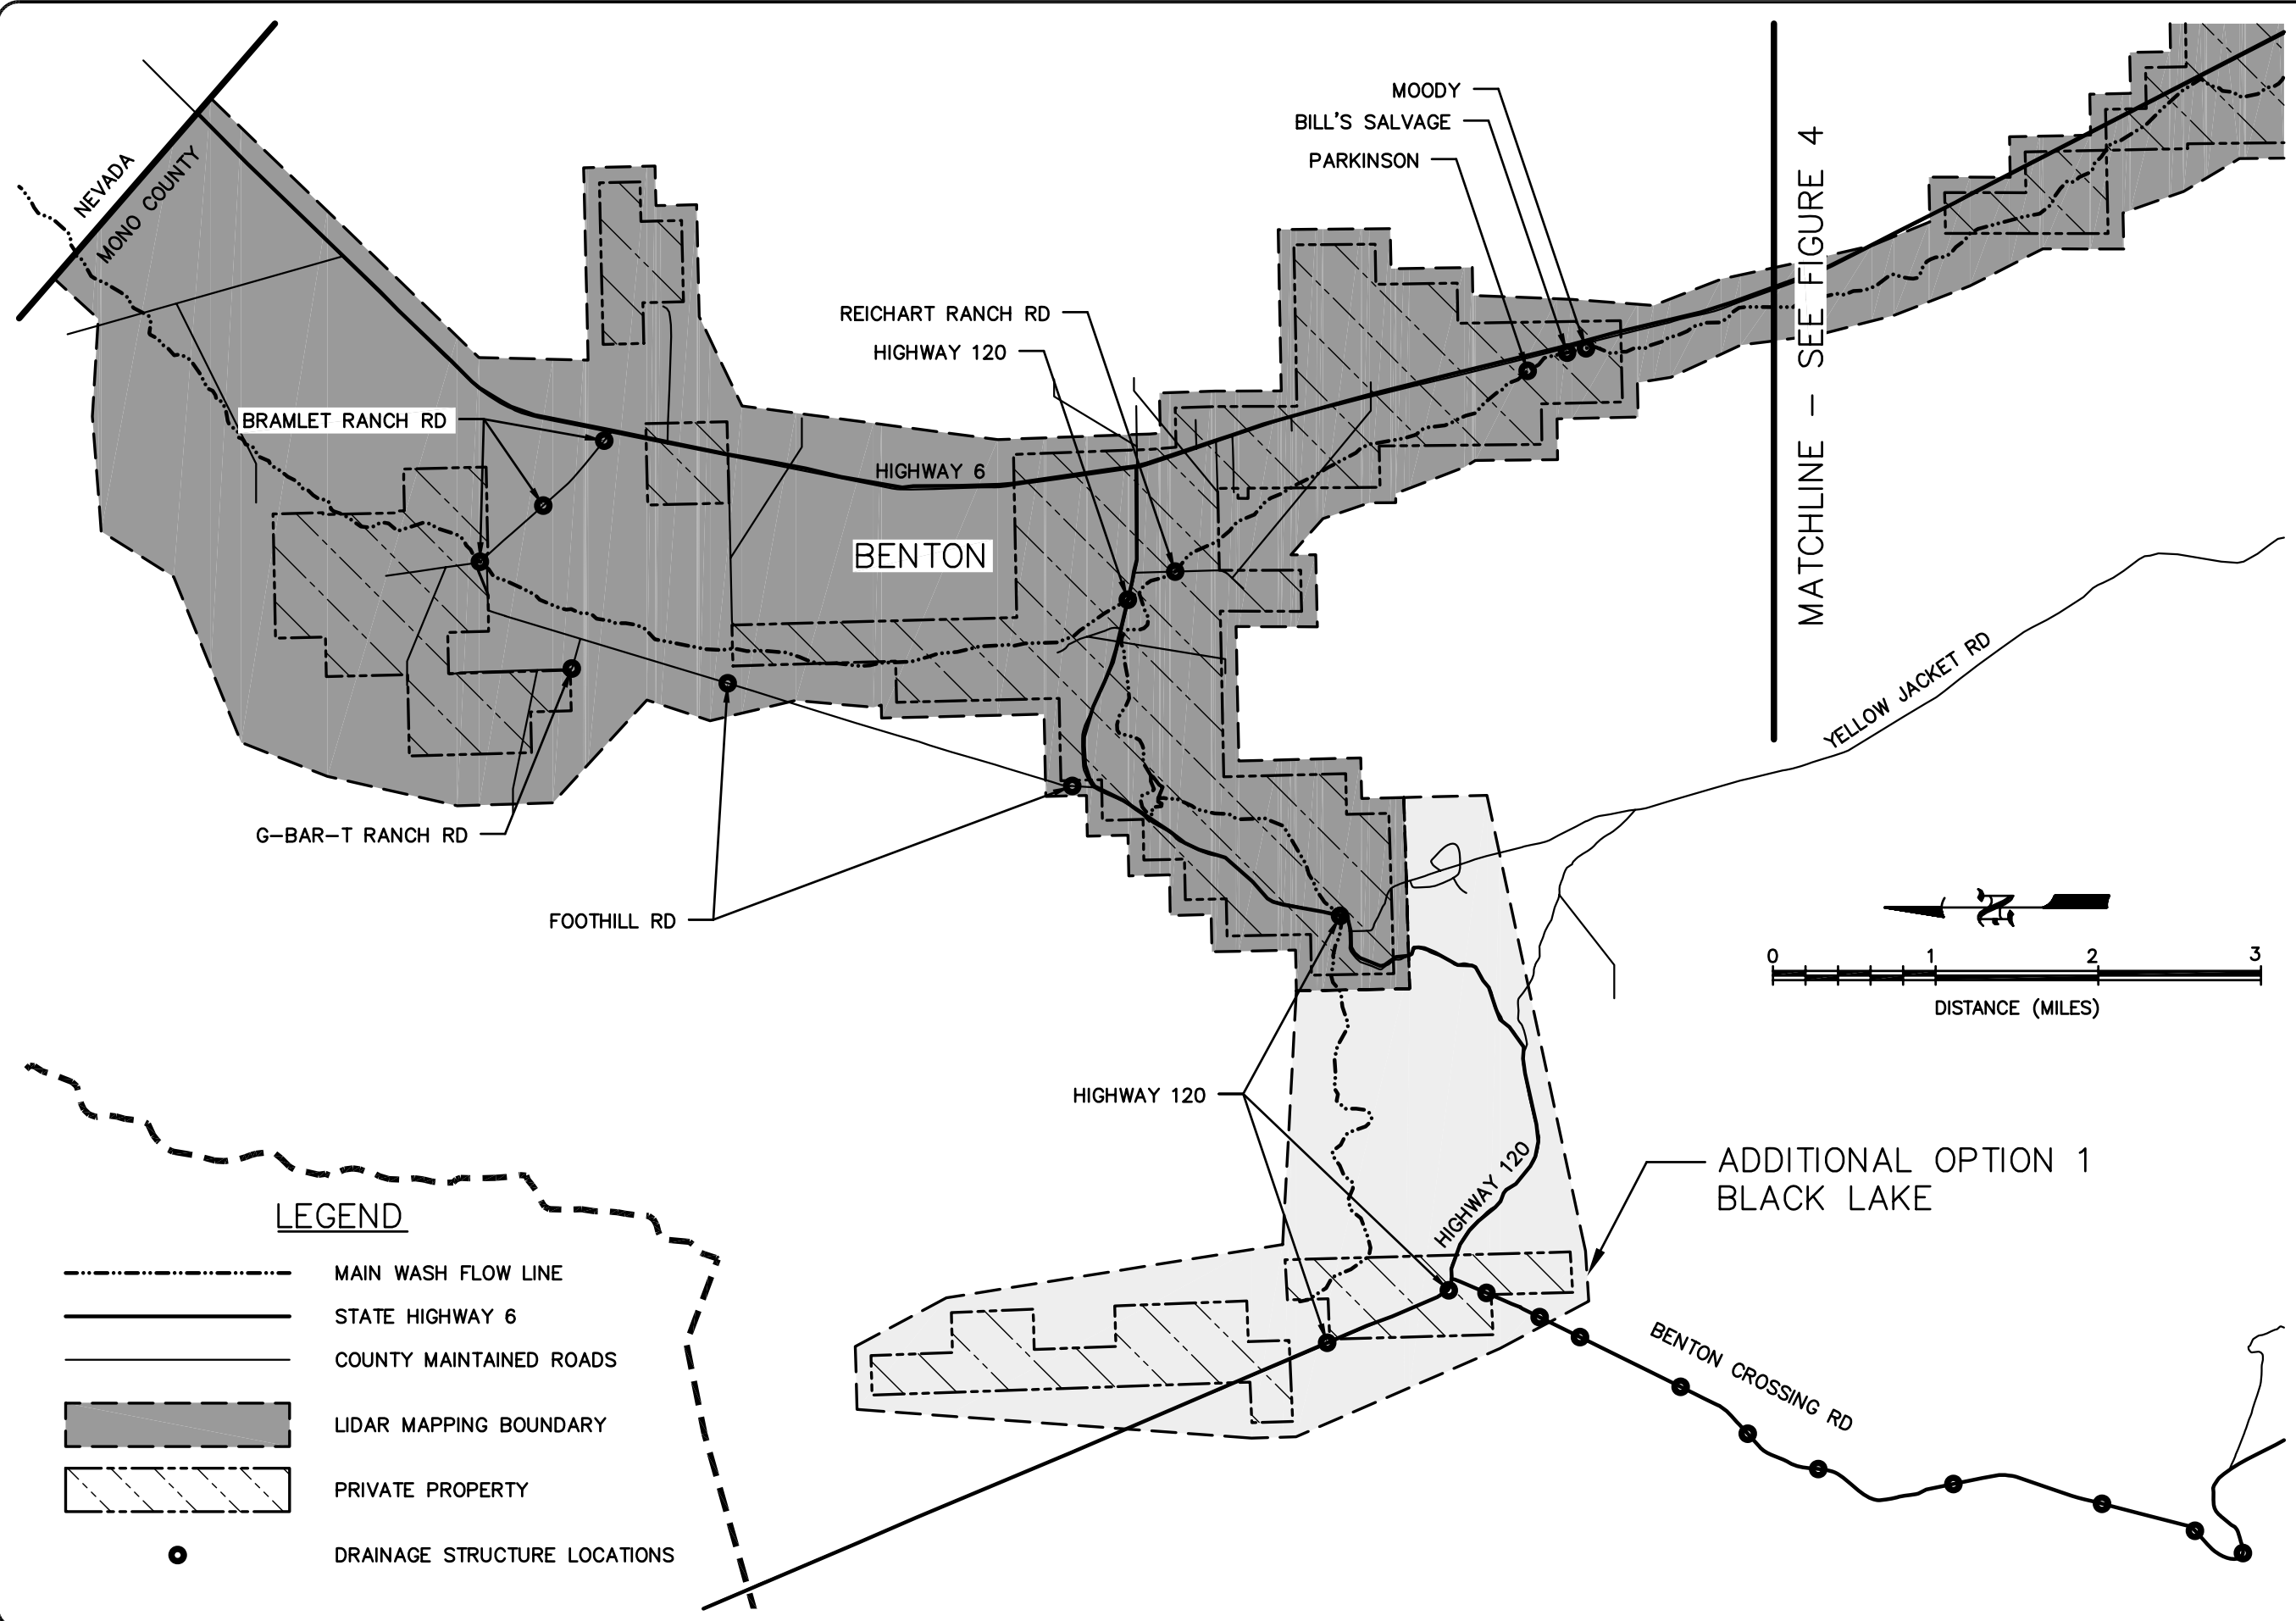 MOODY
BILL'S SALVAGE
PARKINSON
NEVADA
MONO COUNTY
MATCHLINE – SEE FIGURE 4
REICHART RANCH RD
HIGHWAY 120
BRAMLET RANCH RD
HIGHWAY 6
BENTON
YELLOW JACKET RD
G-BAR-T RANCH RD
FOOTHILL RD
N
0 1 2 3
DISTANCE (MILES)
HIGHWAY 120
HIGHWAY 120
ADDITIONAL OPTION 1
BLACK LAKE
BENTON CROSSING RD
LEGEND
MAIN WASH FLOW LINE
STATE HIGHWAY 6
COUNTY MAINTAINED ROADS
LIDAR MAPPING BOUNDARY
PRIVATE PROPERTY
DRAINAGE STRUCTURE LOCATIONS